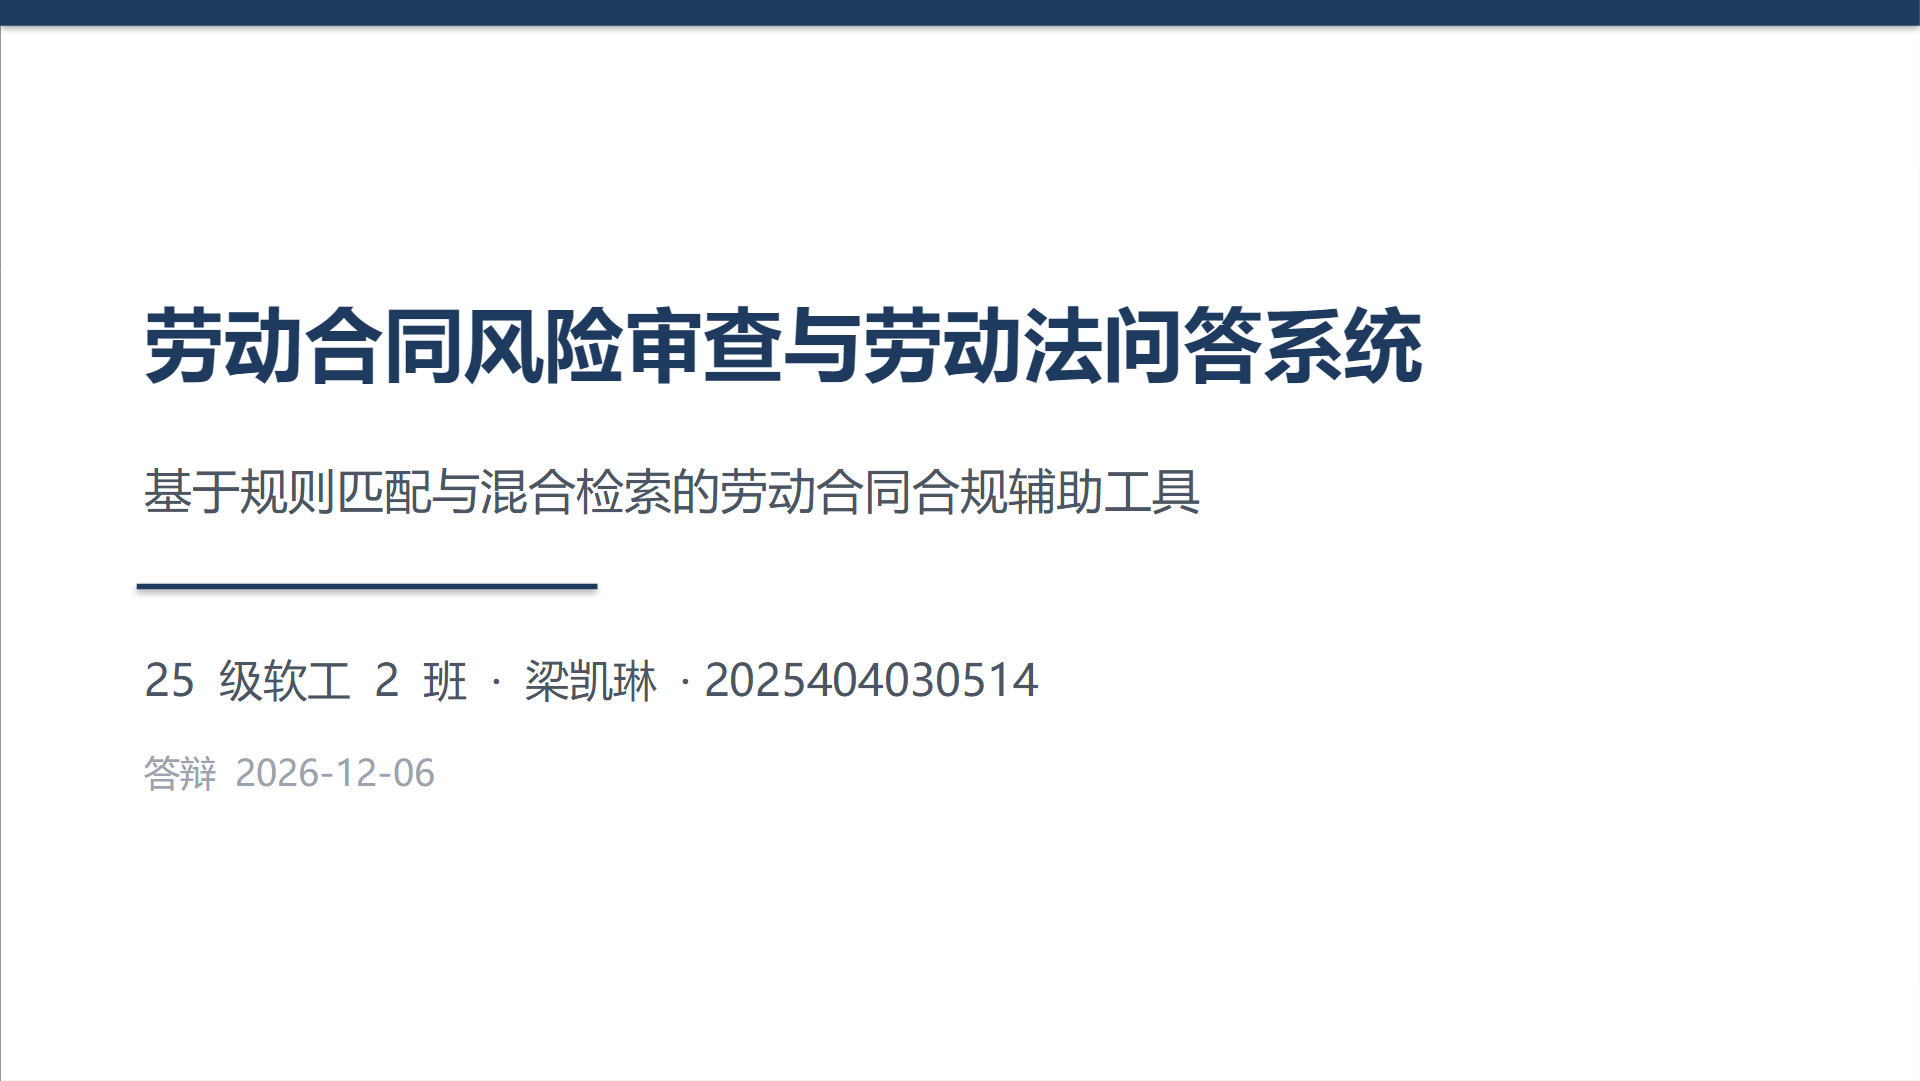 劳动合同风险审查与劳动法问答系统
基于规则匹配与混合检索的劳动合同合规辅助工具
25 级软工 2 班 · 梁凯琳 · 2025404030514
答辩 2026-12-06